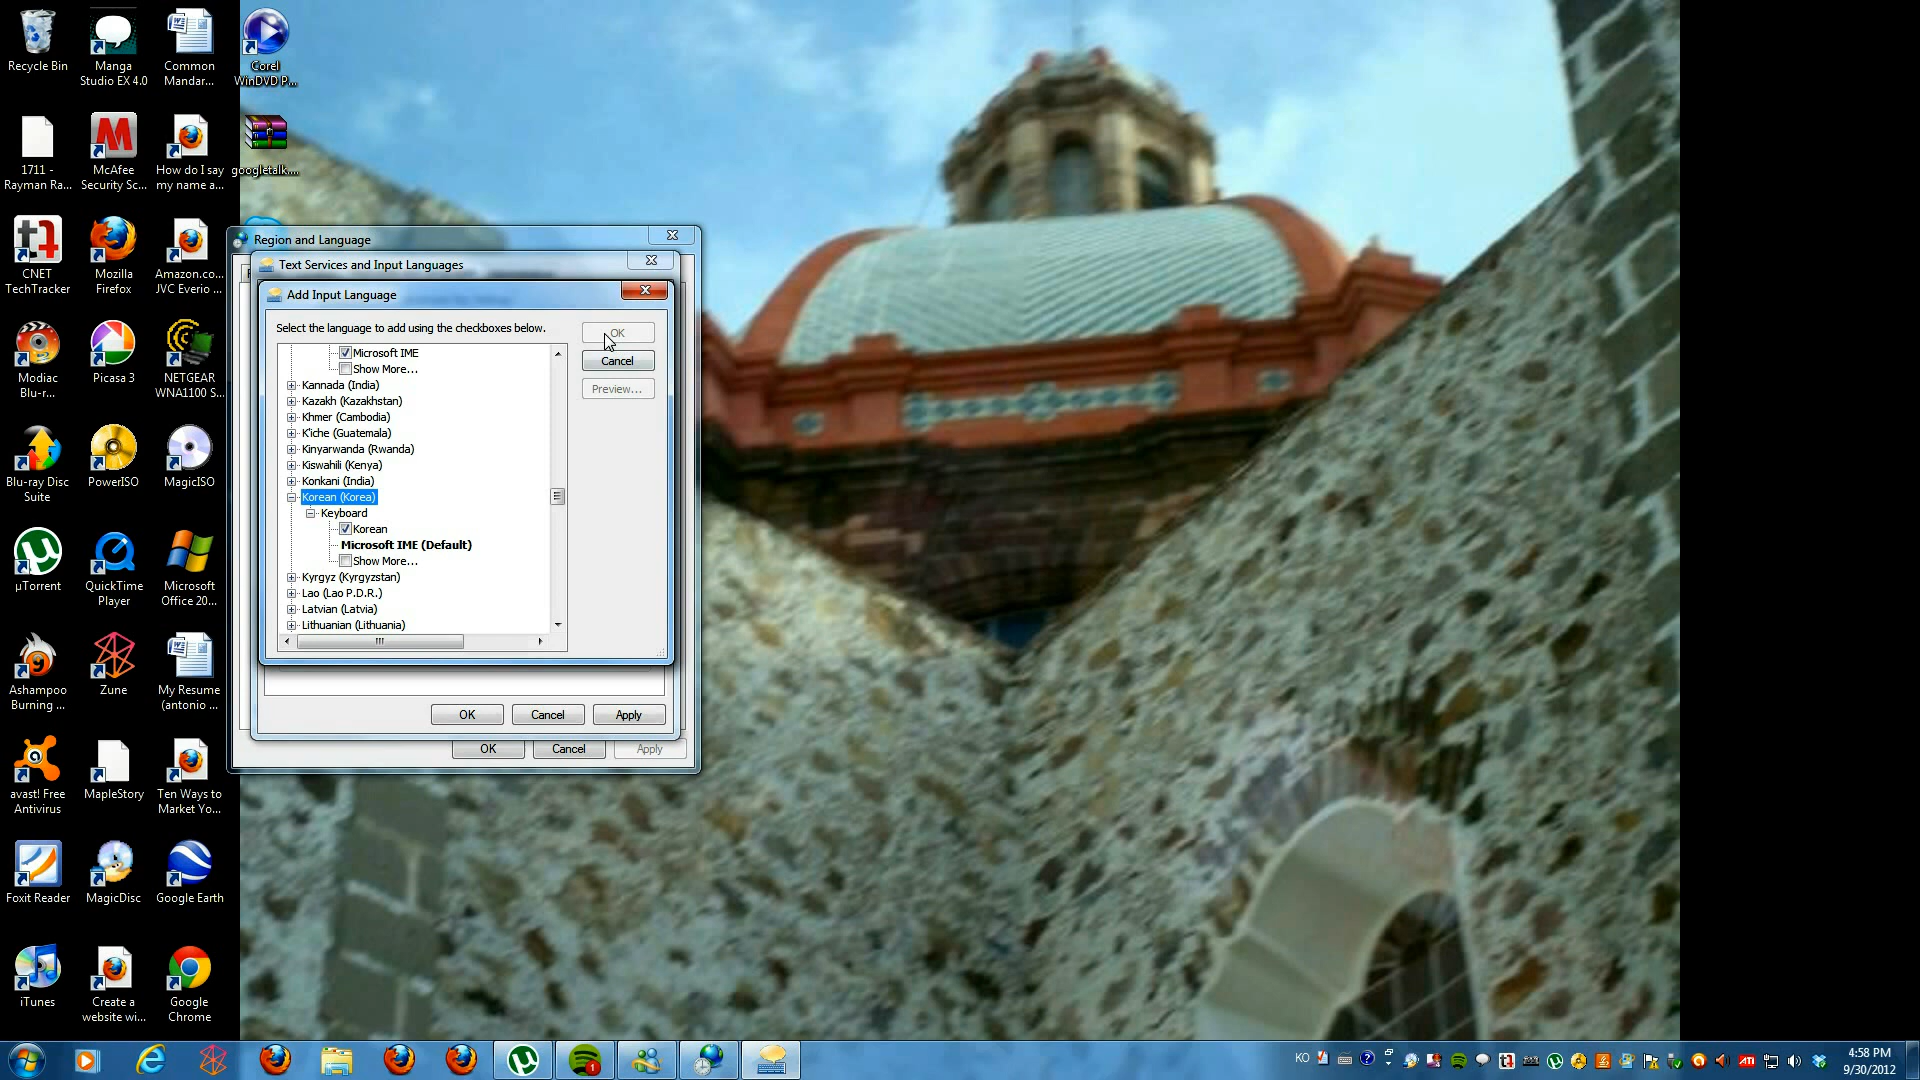 Recycle Bin
Manga
Studio EX 4.0
Common
Mandar...
Corel
WinDVD P...
1711 -
Rayman Ra...
McAfee
Security Sc...
How do I say
my name a...
googletalk....
CNET
TechTracker
Mozilla
Firefox
Amazon.co...
JVC Everio ...
Modiac
Blu-r...
Picasa 3
NETGEAR
WNA1100 S...
Blu-ray Disc
Suite
PowerISO
MagicISO
µTorrent
QuickTime
Player
Microsoft
Office 20...
Ashampoo
Burning ...
Zune
My Resume
(antonio ...
avast! Free
Antivirus
MapleStory
Ten Ways to
Market Yo...
Foxit Reader
MagicDisc
Google Earth
iTunes
Create a
website wi...
Google
Chrome
Region and Language
Text Services and Input Languages
Add Input Language
Select the language to add using the checkboxes below.
OK
Cancel
Preview...
Microsoft IME
Show More...
Kannada (India)
Kazakh (Kazakhstan)
Khmer (Cambodia)
K'iche (Guatemala)
Kinyarwanda (Rwanda)
Kiswahili (Kenya)
Konkani (India)
Korean (Korea)
Keyboard
Korean
Microsoft IME (Default)
Show More...
Kyrgyz (Kyrgyzstan)
Lao (Lao P.D.R.)
Latvian (Latvia)
Lithuanian (Lithuania)
OK
Cancel
Apply
OK
Cancel
Apply
KO
ATI
4:58 PM
9/30/2012